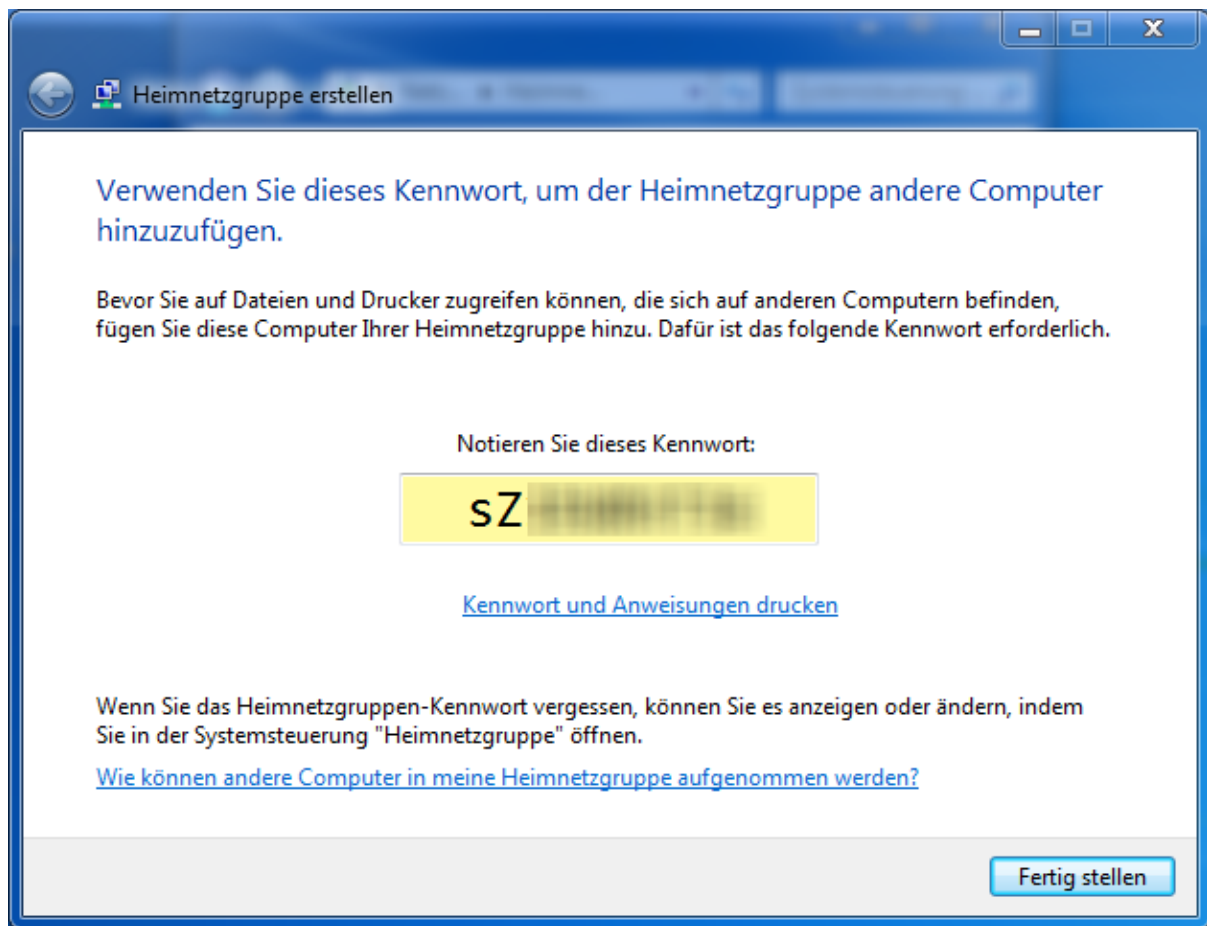 Heimnetzgruppe erstellen
Verwenden Sie dieses Kennwort, um der Heimnetzgruppe andere Computer
hinzuzufügen.
Bevor Sie auf Dateien und Drucker zugreifen können, die sich auf anderen Computern befinden,
fügen Sie diese Computer Ihrer Heimnetzgruppe hinzu. Dafür ist das folgende Kennwort erforderlich.
Notieren Sie dieses Kennwort:
sZ
Kennwort und Anweisungen drucken
Wenn Sie das Heimnetzgruppen-Kennwort vergessen, können Sie es anzeigen oder ändern, indem
Sie in der Systemsteuerung "Heimnetzgruppe" öffnen.
Wie können andere Computer in meine Heimnetzgruppe aufgenommen werden?
Fertig stellen